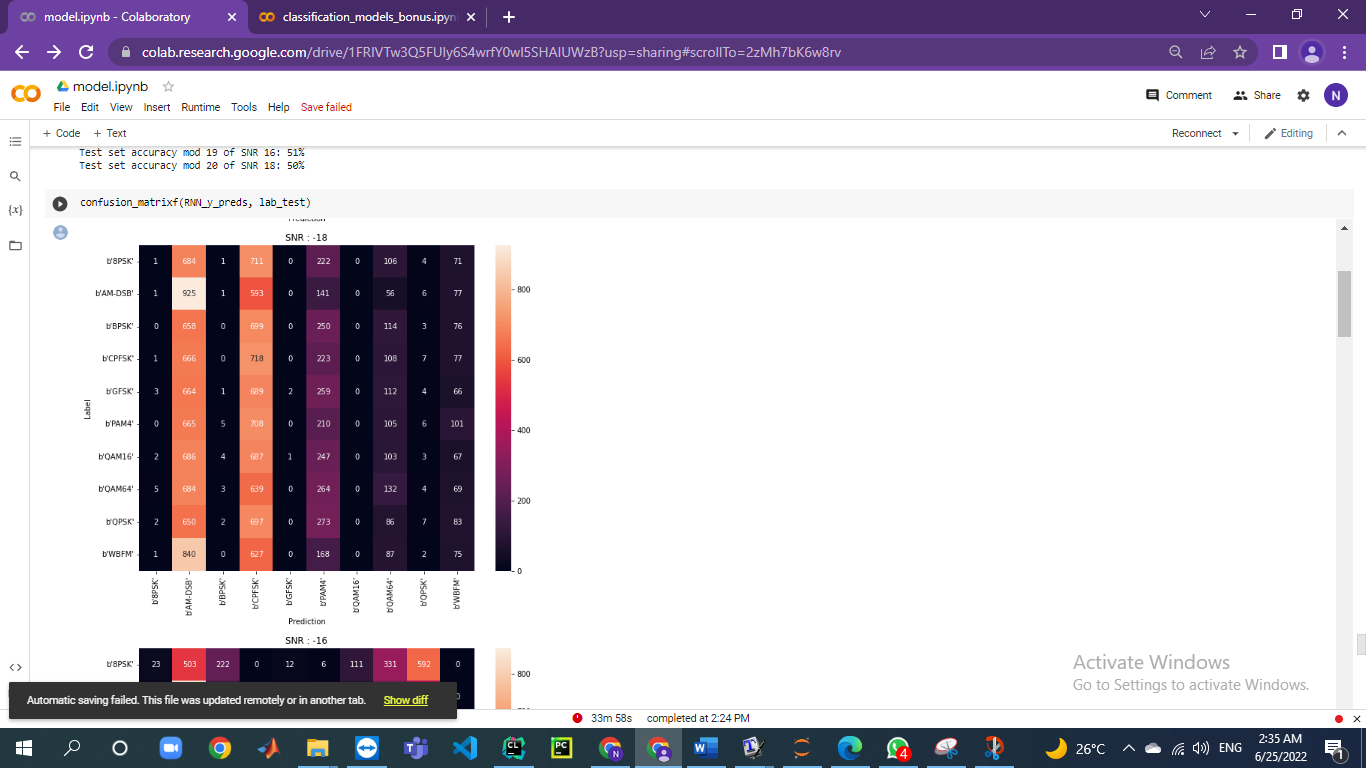 model.ipynb - Colaboratory
classification_models_bonus.ipyn
colab.research.google.com/drive/1FRIVTw3Q5FUIy6S4wrfY0wI5SHAIUWzB?usp=sharing#scrollTo=2zMh7bK6w8rv
model.ipynb
Comment Share N
File Edit View Insert Runtime Tools Help Save failed
+ Code + Text Reconnect Editing
Test set accuracy mod 19 of SNR 16: 51%
Test set accuracy mod 20 of SNR 18: 50%
confusion_matrixf(RNN_y_preds, lab_test)
Prediction
SNR : -18
b'8PSK' 1 684 1 711 0 222 0 106 4 71
b'AM-DSB' 1 925 1 593 0 141 0 56 6 77
800
b'BPSK' 0 658 0 699 0 250 0 114 3 76
b'CPFSK' 1 666 0 718 0 223 0 108 7 77
600
b'GFSK' 3 664 1 689 2 259 0 112 4 66
Label
b'PAM4' 0 665 5 708 0 210 0 105 6 101
400
b'QAM16' 2 686 4 687 1 247 0 103 3 67
b'QAM64' 5 684 3 639 0 264 0 132 4 69
200
b'QPSK' 2 650 2 697 0 273 0 86 7 83
b'WBFM' 1 840 0 627 0 168 0 87 2 75
0
b'8PSK' b'AM-DSB' b'BPSK' b'CPFSK' b'GFSK' b'PAM4' b'QAM16' b'QAM64' b'QPSK' b'WBFM'
Prediction
SNR : -16
b'8PSK' 23 503 222 0 12 6 111 331 592 0
800
0
Activate Windows
Go to Settings to activate Windows.
Automatic saving failed. This file was updated remotely or in another tab. Show diff
33m 58s completed at 2:24 PM
26°C ENG 2:35 AM
6/25/2022